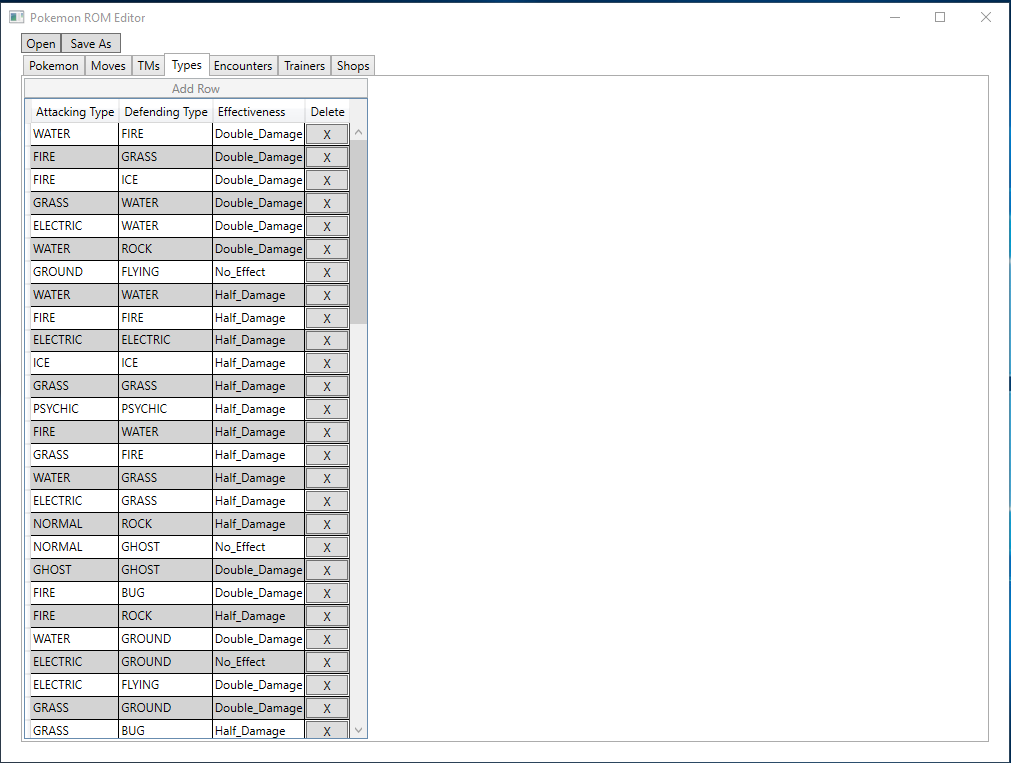 Pokemon ROM Editor
Open Save As
Pokemon Moves TMs Types Encounters Trainers Shops
Add Row
Attacking Type Defending Type Effectiveness Delete
WATER FIRE Double_Damage X
FIRE GRASS Double_Damage X
FIRE ICE Double_Damage X
GRASS WATER Double_Damage X
ELECTRIC WATER Double_Damage X
WATER ROCK Double_Damage X
GROUND FLYING No_Effect X
WATER WATER Half_Damage X
FIRE FIRE Half_Damage X
ELECTRIC ELECTRIC Half_Damage X
ICE ICE Half_Damage X
GRASS GRASS Half_Damage X
PSYCHIC PSYCHIC Half_Damage X
FIRE WATER Half_Damage X
GRASS FIRE Half_Damage X
WATER GRASS Half_Damage X
ELECTRIC GRASS Half_Damage X
NORMAL ROCK Half_Damage X
NORMAL GHOST No_Effect X
GHOST GHOST Double_Damage X
FIRE BUG Double_Damage X
FIRE ROCK Half_Damage X
WATER GROUND Double_Damage X
ELECTRIC GROUND No_Effect X
ELECTRIC FLYING Double_Damage X
GRASS GROUND Double_Damage X
GRASS BUG Half_Damage X